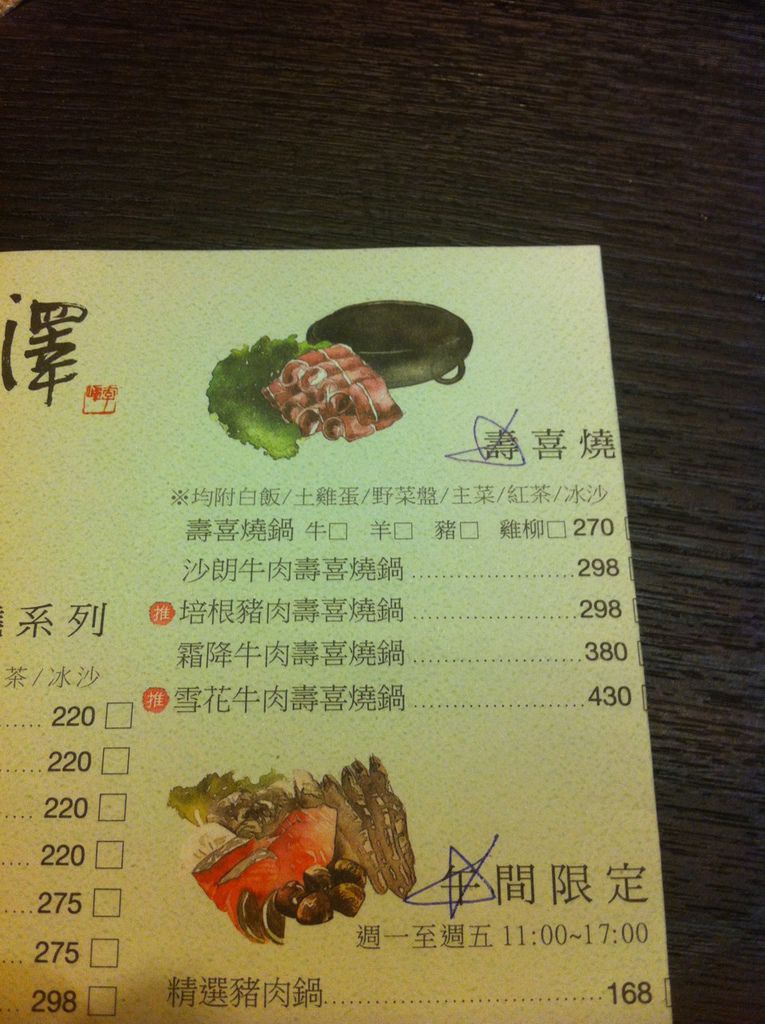 澤
壽喜燒
※均附白飯/土雞蛋/野菜盤/主菜/紅茶/冰沙
壽喜燒鍋 牛□ 羊□ 豬□ 雞柳□ 270
沙朗牛肉壽喜燒鍋 298
推 培根豬肉壽喜燒鍋 298
霜降牛肉壽喜燒鍋 380
推 雪花牛肉壽喜燒鍋 430
系列
茶/冰沙
220
220
220
220
275
275
298
午間限定
週一至週五 11:00~17:00
精選豬肉鍋 168